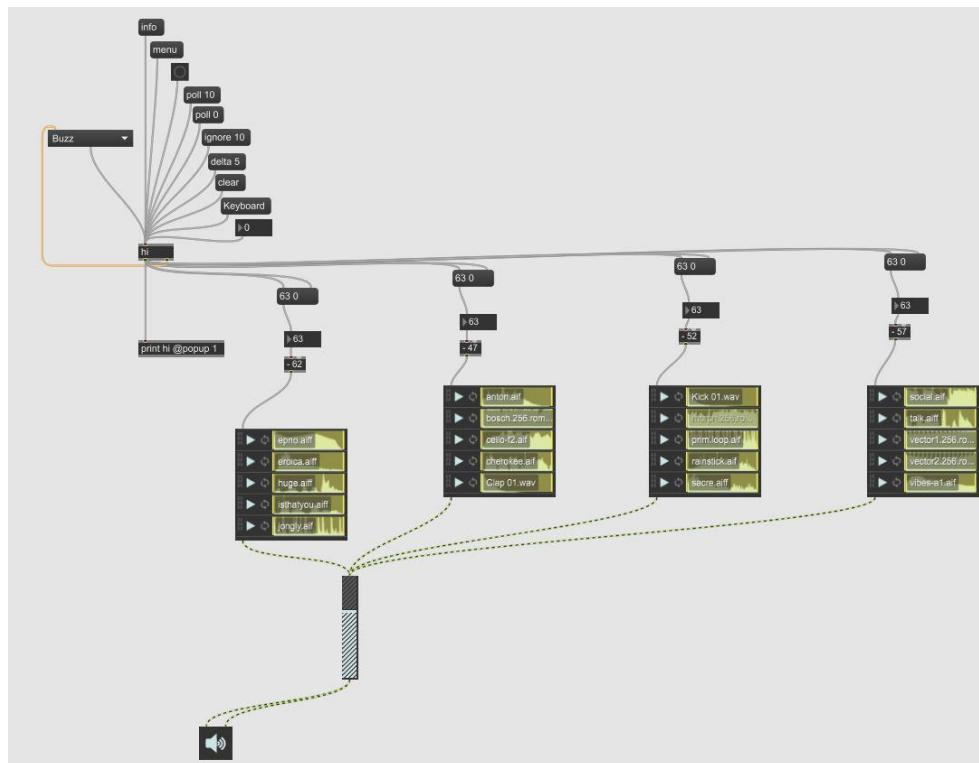 info
menu
poll 10
poll 0
Buzz
ignore 10
delta 5
clear
Keyboard
0
hi
print hi @popup 1
63 0
63
- 62
63 0
63
- 47
63 0
63
- 52
63 0
63
- 57
epno.aiff
eroica.aiff
huge.aiff
isthatyou.aiff
jongly.aif
anton.aif
bosch.256.rom...
cello-f2.aif
cherokee.aif
Clap 01.wav
Kick 01.wav
prim.loop.aif
rainstick.aif
sacre.aiff
social.aif
talk.aiff
vector1.256.ro...
vector2.256.ro...
vibes-a1.aif